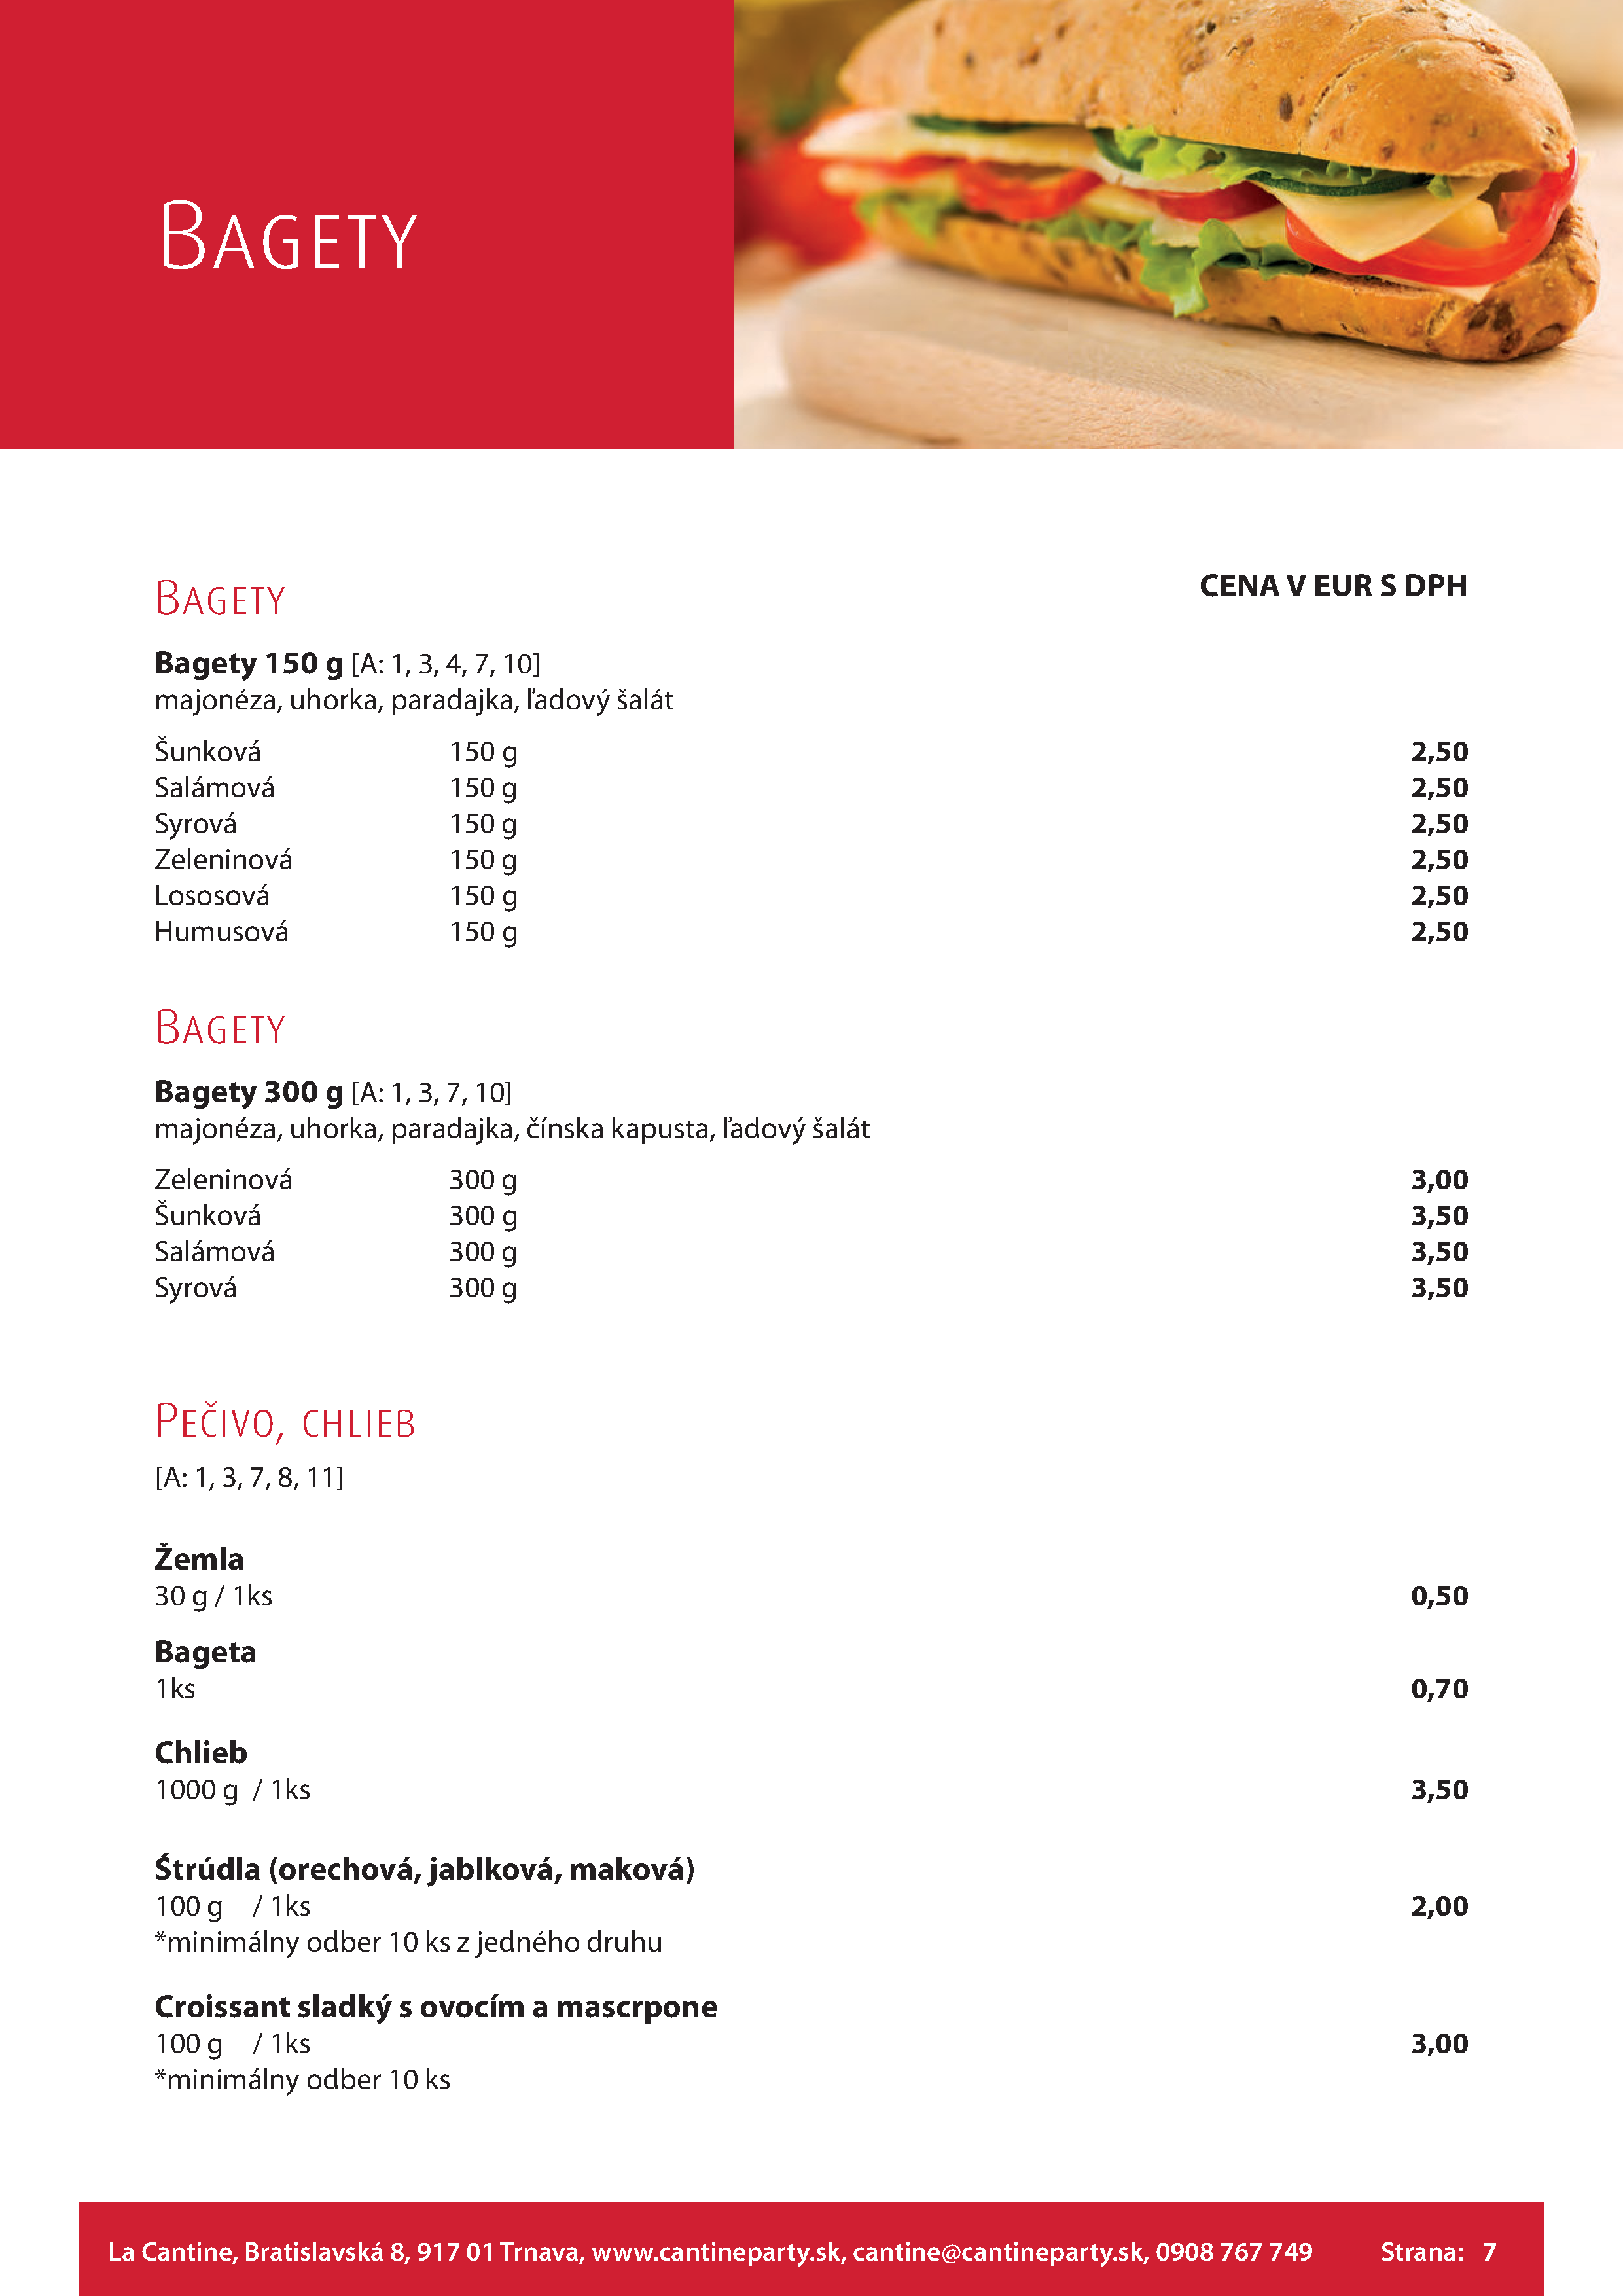 Bagety
Bagety
CENA V EUR S DPH
Bagety 150 g [A: 1, 3, 4, 7, 10]
majonéza, uhorka, paradajka, ľadový šalát
Šunková 150 g 2,50
Salámová 150 g 2,50
Syrová 150 g 2,50
Zeleninová 150 g 2,50
Lososová 150 g 2,50
Humusová 150 g 2,50
Bagety
Bagety 300 g [A: 1, 3, 7, 10]
majonéza, uhorka, paradajka, čínska kapusta, ľadový šalát
Zeleninová 300 g 3,00
Šunková 300 g 3,50
Salámová 300 g 3,50
Syrová 300 g 3,50
Pečivo, chlieb
[A: 1, 3, 7, 8, 11]
Žemla
30 g / 1ks 0,50
Bageta
1ks 0,70
Chlieb
1000 g / 1ks 3,50
Śtrúdla (orechová, jablková, maková)
100 g / 1ks 2,00
*minimálny odber 10 ks z jedného druhu
Croissant sladký s ovocím a mascrpone
100 g / 1ks 3,00
*minimálny odber 10 ks
La Cantine, Bratislavská 8, 917 01 Trnava, www.cantineparty.sk, cantine@cantineparty.sk, 0908 767 749 Strana: 7